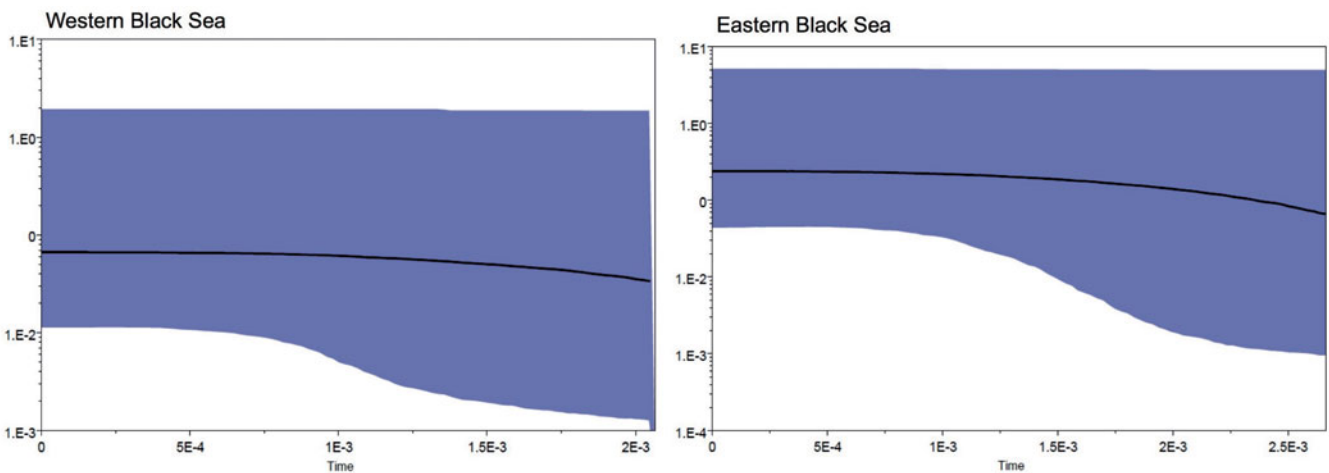 Western Black Sea
1.E1
1.E0
0
1.E-2
1.E-3
0
5E-4
1E-3
1.5E-3
2E-3
Time
Eastern Black Sea
1.E1
1.E0
0
1.E-2
1.E-3
1.E-4
0
5E-4
1E-3
1.5E-3
2E-3
2.5E-3
Time